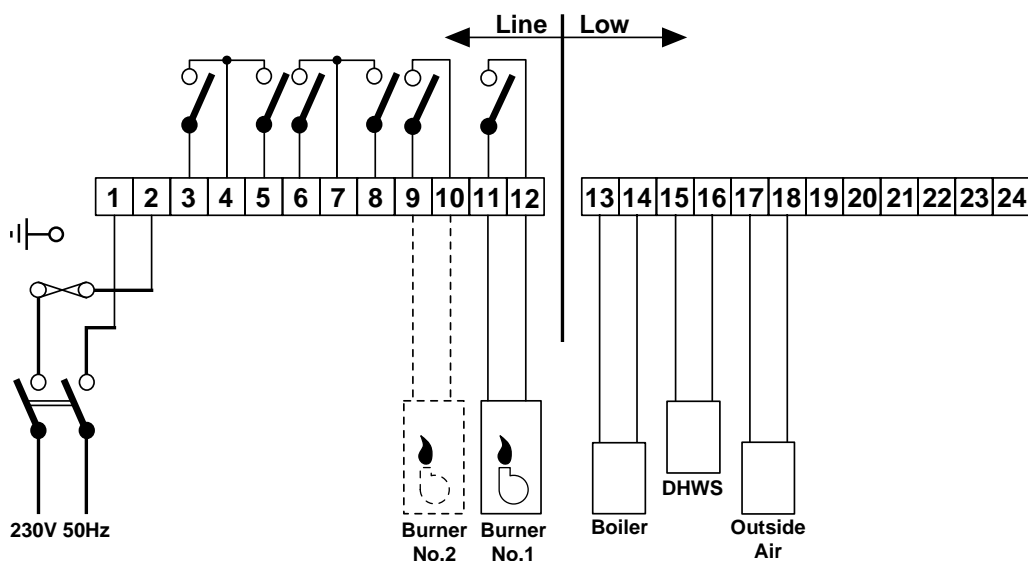 Line Low
1 2 3 4 5 6 7 8 9 10 11 12 13 14 15 16 17 18 19 20 21 22 23 24
230V 50Hz
Burner
No.2
Burner
No.1
Boiler
DHWS
Outside
Air